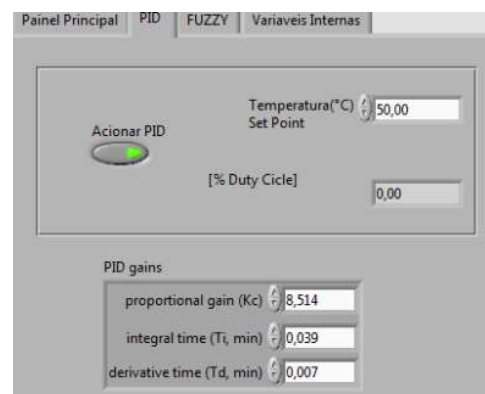 Painel Principal PID FUZZY Variaveis Internas
Temperatura(°C) 50,00
Set Point
Acionar PID
[% Duty Cicle]
0,00
PID gains
proportional gain (Kc) 8,514
integral time (Ti, min) 0,039
derivative time (Td, min) 0,007